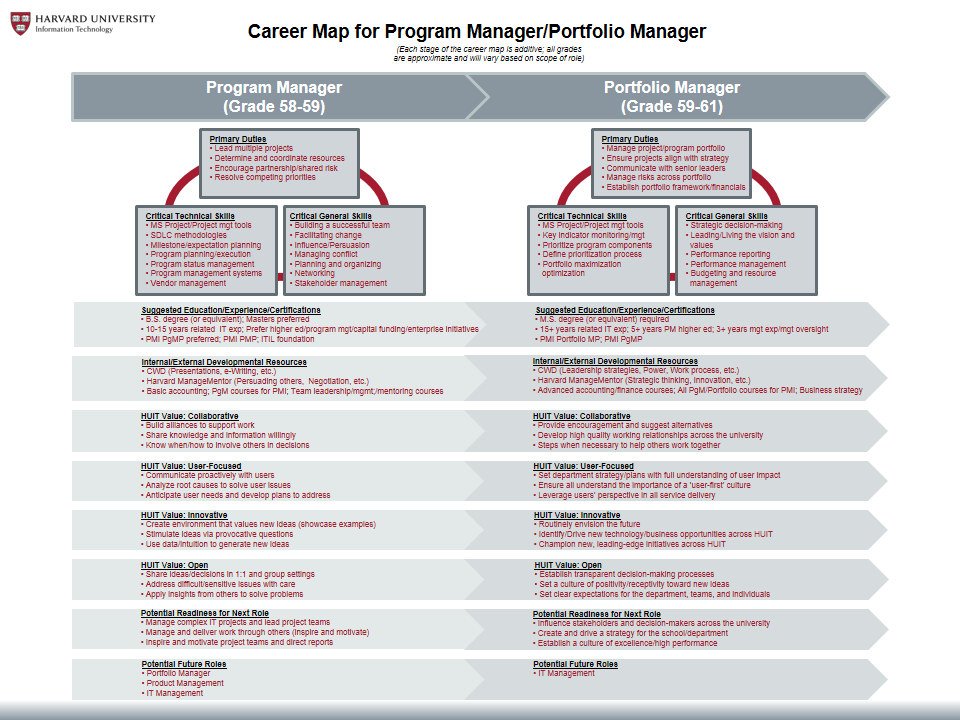 HARVARD UNIVERSITY
Information Technology
Career Map for Program Manager/Portfolio Manager
(Each stage of the career map is additive; all grades
are approximate and will vary based on scope of role)
Program Manager
(Grade 58-59)
Primary Duties
• Lead multiple projects
• Determine and coordinate resources
• Encourage partnership/shared risk
• Resolve competing priorities
Critical Technical Skills
• MS Project/Project mgt tools
• SDLC methodologies
• Milestone/expectation planning
• Program planning/execution
• Program status management
• Program management systems
• Vendor management
Critical General Skills
• Building a successful team
• Facilitating change
• Influence/Persuasion
• Managing conflict
• Planning and organizing
• Networking
• Stakeholder management
Portfolio Manager
(Grade 59-61)
Primary Duties
• Manage project/program portfolio
• Ensure projects align with strategy
• Communicate with senior leaders
• Manage risks across portfolio
• Establish portfolio framework/financials
Critical Technical Skills
• MS Project/Project mgt tools
• Key indicator monitoring/mgt
• Prioritize program components
• Define prioritization process
• Portfolio maximization
optimization
Critical General Skills
• Strategic decision-making
• Leading/Living the vision and
values
• Performance reporting
• Performance management
• Budgeting and resource
management
Suggested Education/Experience/Certifications
• B.S. degree (or equivalent); Masters preferred
• 10-15 years related IT exp; Prefer higher ed/program mgt/capital funding/enterprise initiatives
• PMI PgMP preferred; PMI PMP; ITIL foundation
Suggested Education/Experience/Certifications
• M.S. degree (or equivalent) required
• 15+ years related IT exp; 5+ years PM higher ed; 3+ years mgt exp/mgt oversight
• PMI Portfolio MP; PMI PgMP
Internal/External Developmental Resources
• CWD (Presentations, e-Writing, etc.)
• Harvard ManageMentor (Persuading others, Negotiation, etc.)
• Basic accounting; PgM courses for PMI; Team leadership/mgmt./mentoring courses
Internal/External Developmental Resources
• CWD (Leadership strategies, Power, Work process, etc.)
• Harvard ManageMentor (Strategic thinking, Innovation, etc.)
• Advanced accounting/finance courses; All PgM/Portfolio courses for PMI; Business strategy
HUIT Value: Collaborative
• Build alliances to support work
• Share knowledge and information willingly
• Know when/how to involve others in decisions
HUIT Value: Collaborative
• Provide encouragement and suggest alternatives
• Develop high quality working relationships across the university
• Steps when necessary to help others work together
HUIT Value: User-Focused
• Communicate proactively with users
• Analyze root causes to solve user issues
• Anticipate user needs and develop plans to address
HUIT Value: User-Focused
• Set department strategy/plans with full understanding of user impact
• Ensure all understand the importance of a 'user-first' culture
• Leverage users' perspective in all service delivery
HUIT Value: Innovative
• Create environment that values new ideas (showcase examples)
• Stimulate ideas via provocative questions
• Use data/intuition to generate new ideas
HUIT Value: Innovative
• Routinely envision the future
• Identify/Drive new technology/business opportunities across HUIT
• Champion new, leading-edge initiatives across HUIT
HUIT Value: Open
• Share ideas/decisions in 1:1 and group settings
• Address difficult/sensitive issues with care
• Apply insights from others to solve problems
HUIT Value: Open
• Establish transparent decision-making processes
• Set a culture of positivity/receptivity toward new ideas
• Set clear expectations for the department, teams, and individuals
Potential Readiness for Next Role
• Manage complex IT projects and lead project teams
• Manage and deliver work through others (inspire and motivate)
• Inspire and motivate project teams and direct reports
Potential Readiness for Next Role
• Influence stakeholders and decision-makers across the university
• Create and drive a strategy for the school/department
• Establish a culture of excellence/high performance
Potential Future Roles
• Portfolio Manager
• Product Management
• IT Management
Potential Future Roles
• IT Management